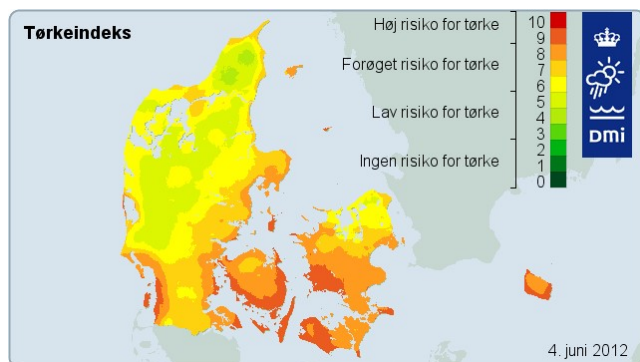 Tørkeindeks
Høj risiko for tørke
Forøget risiko for tørke
Lav risiko for tørke
Ingen risiko for tørke
10
9
8
7
6
5
4
3
2
1
0
DMI
4. juni 2012